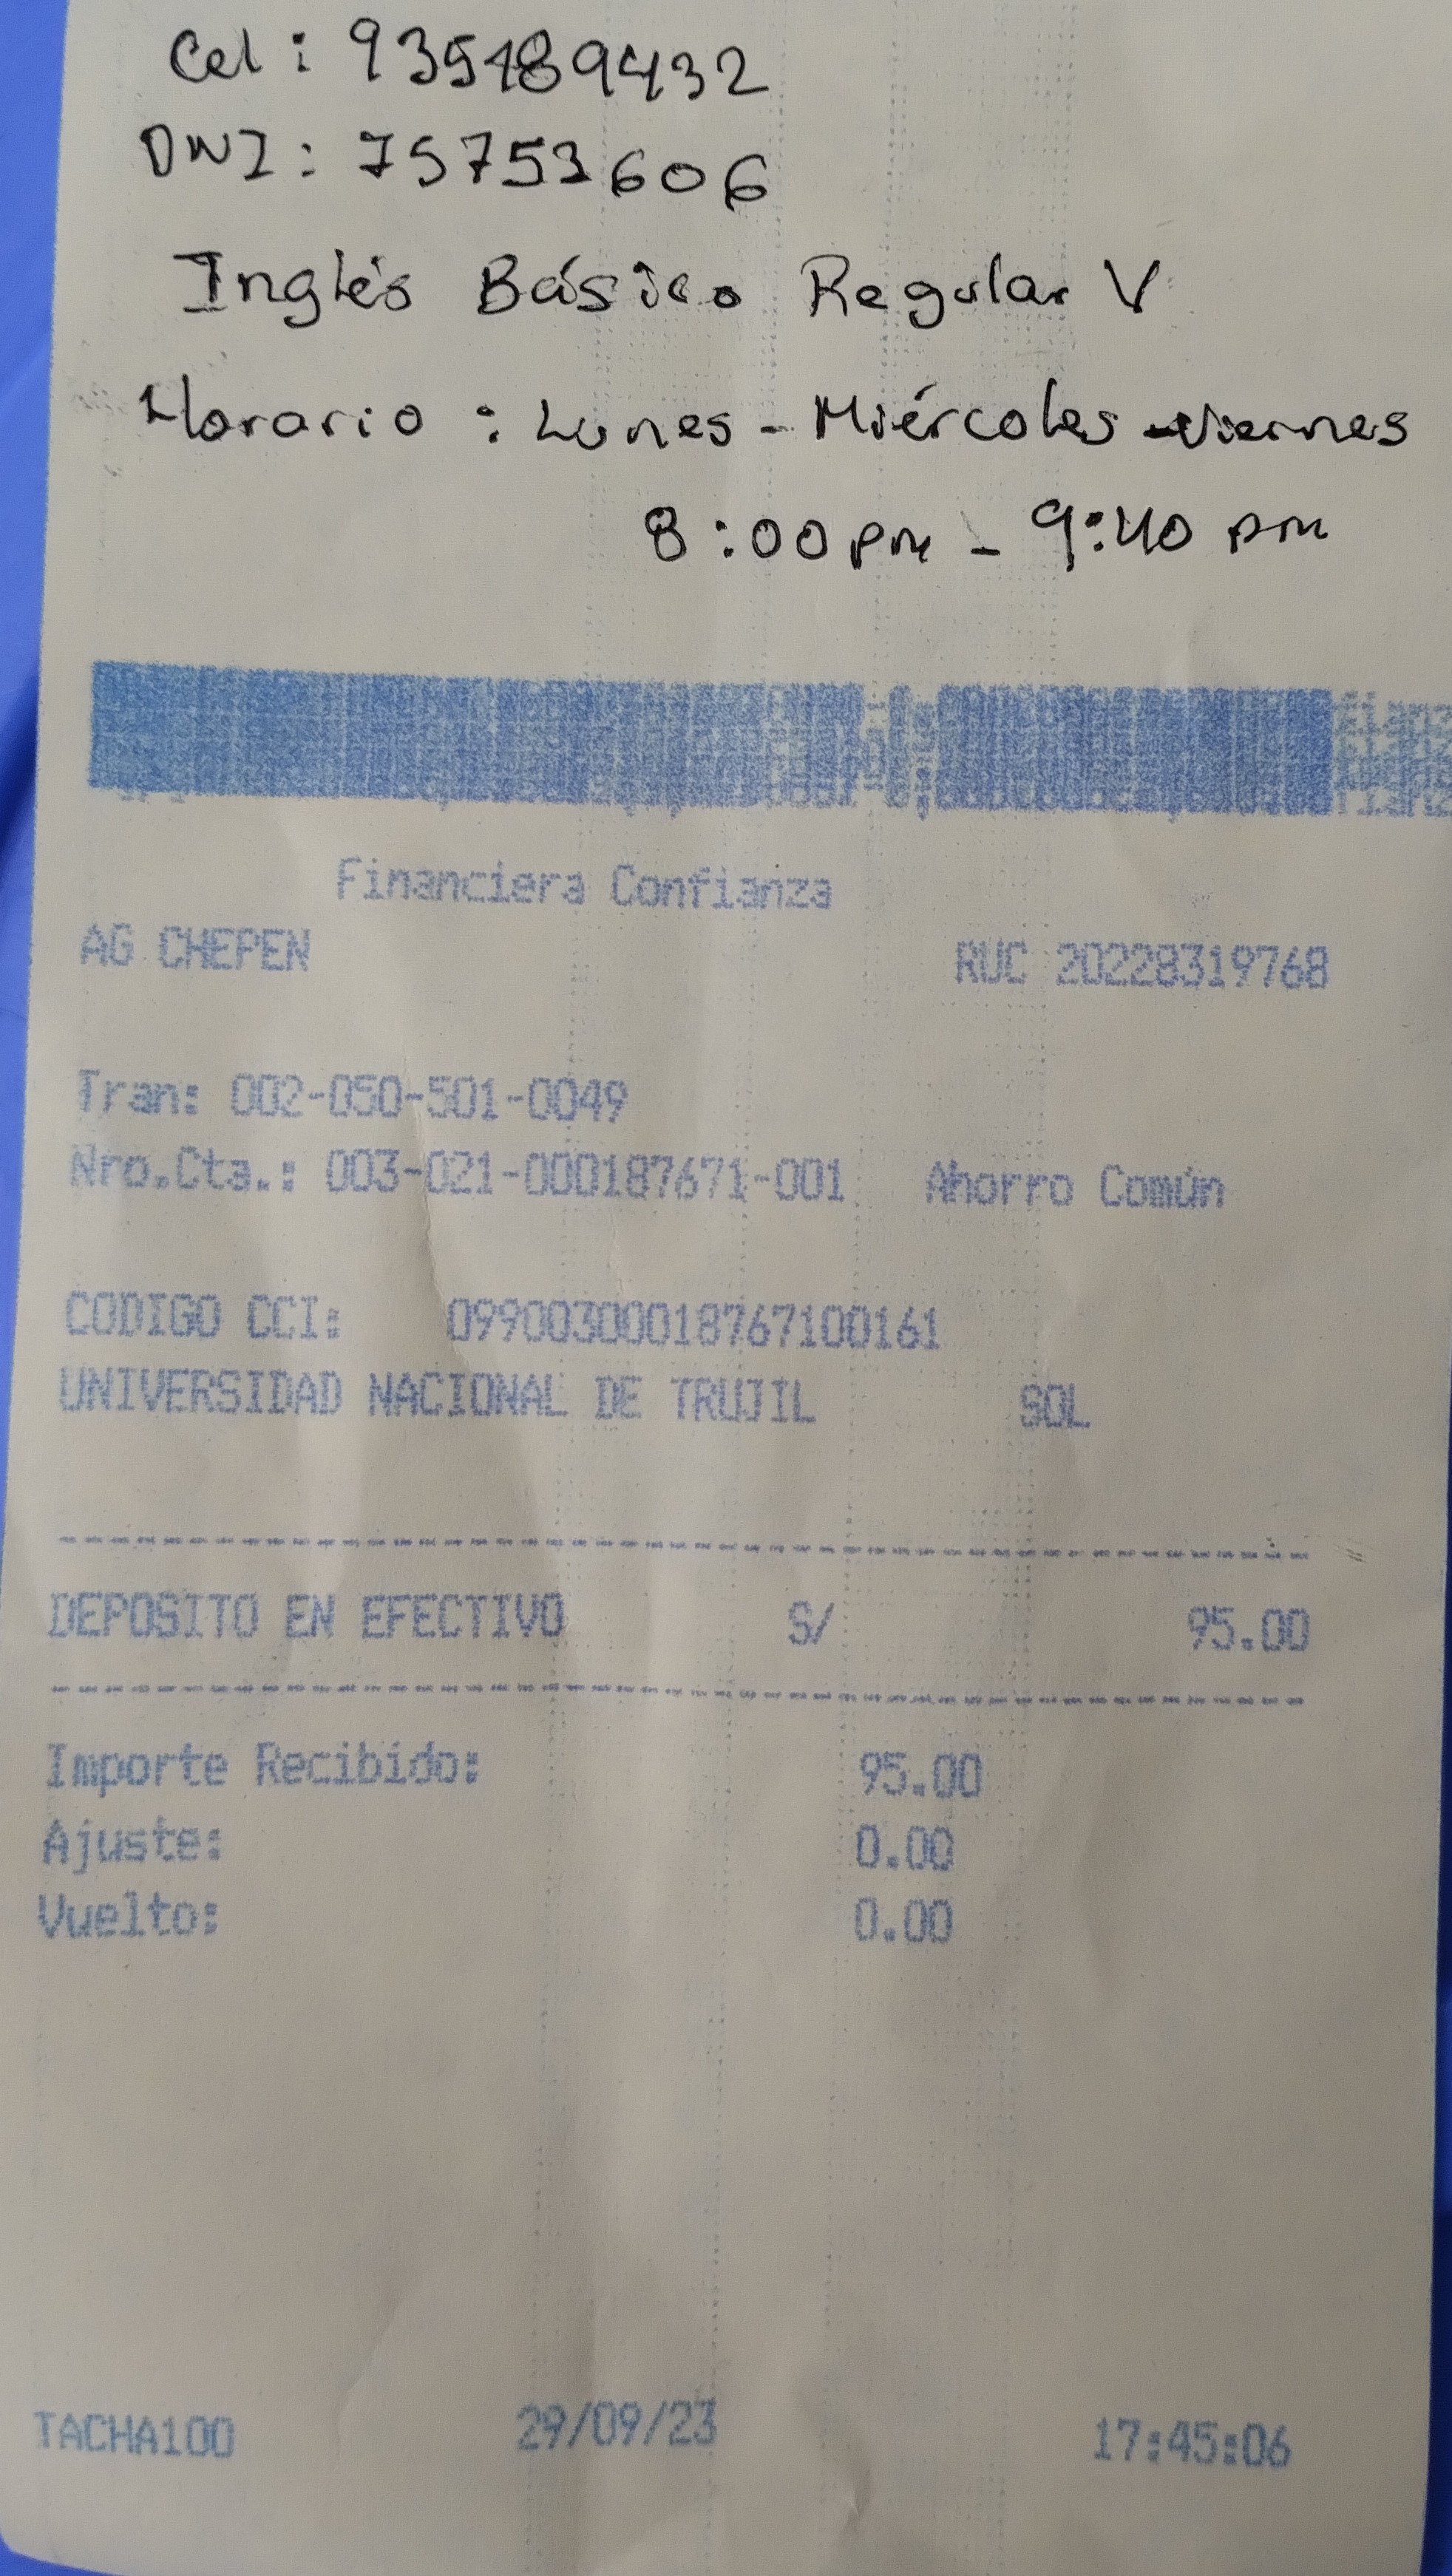 Cel: 935189432
DNI: 75753606
Inglés Básico Regular V
Horario: Lunes - Miércoles - Viernes
8:00 pm - 9:40 pm
Financiera Confianza
AG CHEPEN RUC 20228319768
Tran: 002-050-501-0049
Nro.Cta.: 003-021-000187671-001 Ahorro Común
CODIGO CCI: 09900300018767100161
UNIVERSIDAD NACIONAL DE TRUJIL SOL
DEPOSITO EN EFECTIVO S/ 95.00
Importe Recibido: 95.00
Ajuste: 0.00
Vuelto: 0.00
TACHA100 29/09/23 17:45:06